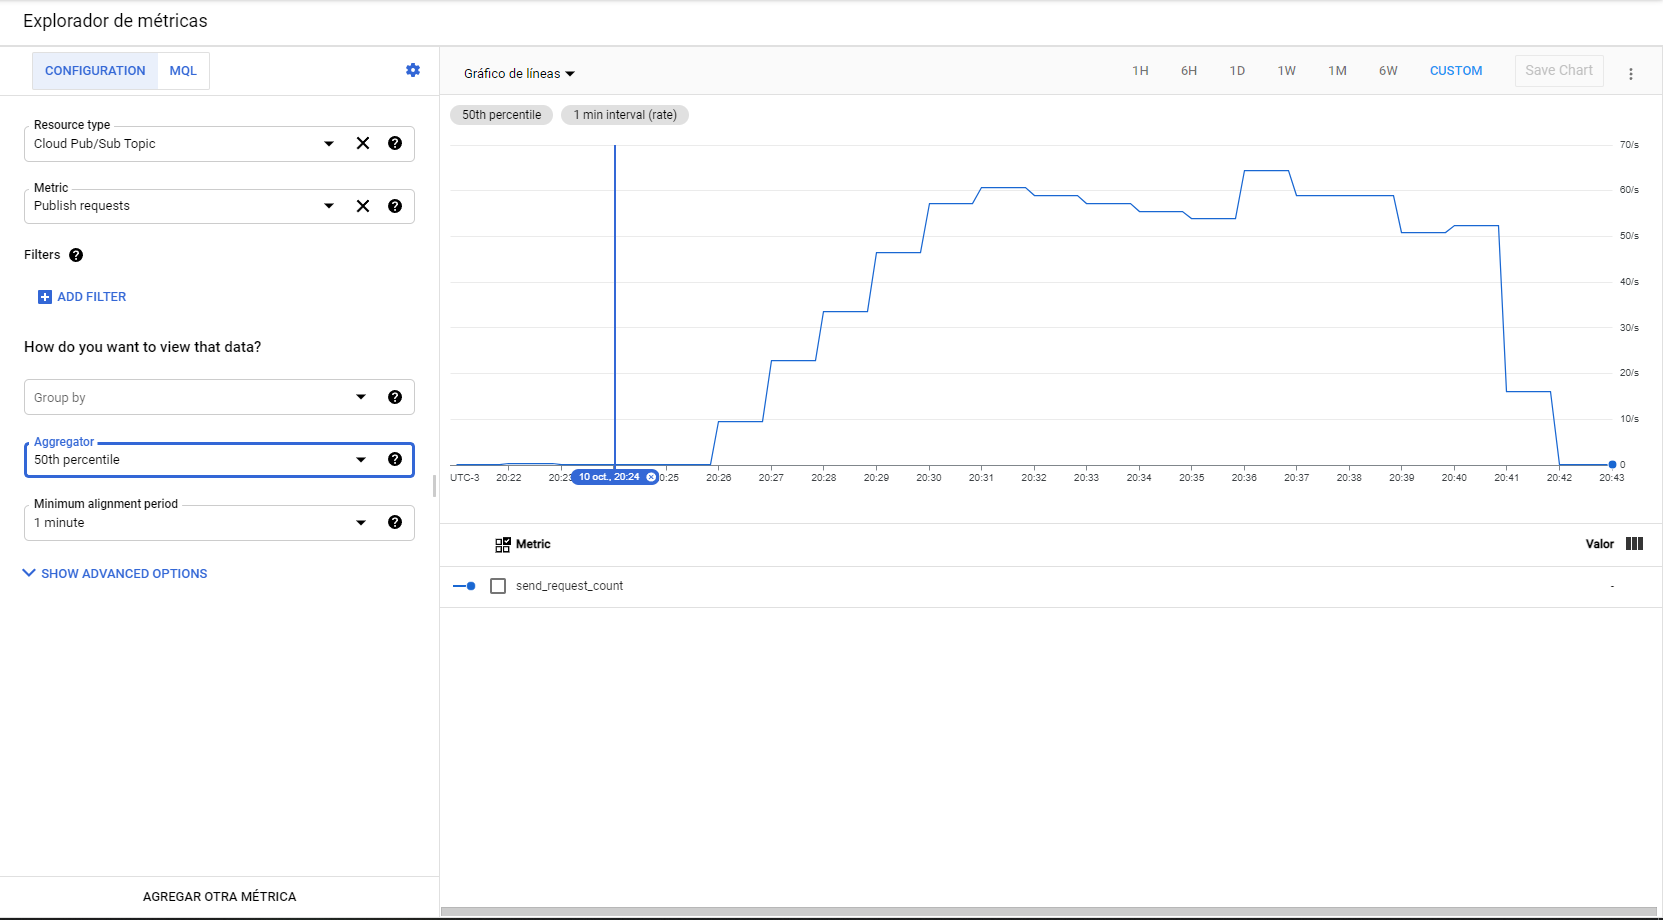 Explorador de métricas
CONFIGURATION MQL
Resource type
Cloud Pub/Sub Topic
Metric
Publish requests
Filters
ADD FILTER
How do you want to view that data?
Group by
Aggregator
50th percentile
Minimum alignment period
1 minute
SHOW ADVANCED OPTIONS
AGREGAR OTRA MÉTRICA
Gráfico de líneas
1H 6H 1D 1W 1M 6W CUSTOM Save Chart
50th percentile 1 min interval (rate)
70/s
60/s
50/s
40/s
30/s
20/s
10/s
0
UTC-3 20:22 20:23 10 oct., 20:24 0:25 20:26 20:27 20:28 20:29 20:30 20:31 20:32 20:33 20:34 20:35 20:36 20:37 20:38 20:39 20:40 20:41 20:42 20:43
Metric Valor
send_request_count -